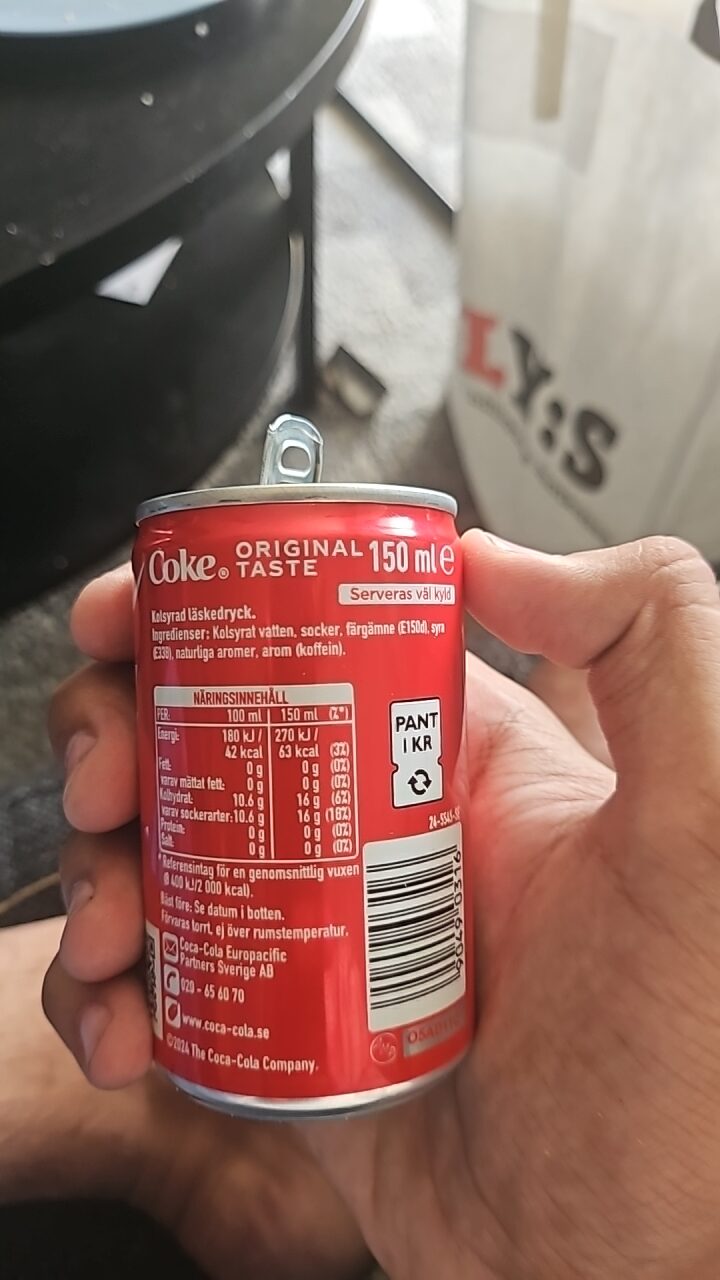 LY:S
Coke® ORIGINAL TASTE 150 ml e
Serveras väl kyld
Kolsyrad läskedryck.
Ingredienser: Kolsyrat vatten, socker, färgämne (E150d), syra
(E338), naturliga aromer, arom (koffein).
NÄRINGSINNEHÅLL
PER: 100 ml 150 ml (%*)
Energi: 180 kJ / 270 kJ /
42 kcal 63 kcal (3%)
Fett: 0 g 0 g (0%)
varav mättat fett: 0 g 0 g (0%)
Kolhydrat: 10.6 g 16 g (6%)
varav sockerarter: 10.6 g 16 g (18%)
Protein: 0 g 0 g (0%)
Salt: 0 g 0 g (0%)
*Referensintag för en genomsnittlig vuxen
(8 400 kJ/2 000 kcal).
Bäst före: Se datum i botten.
Förvaras torrt, ej över rumstemperatur.
Coca-Cola Europacific
Partners Sverige AB
020 - 65 60 70
www.coca-cola.se
©2024 The Coca-Cola Company.
PANT
1 KR
9049 0316